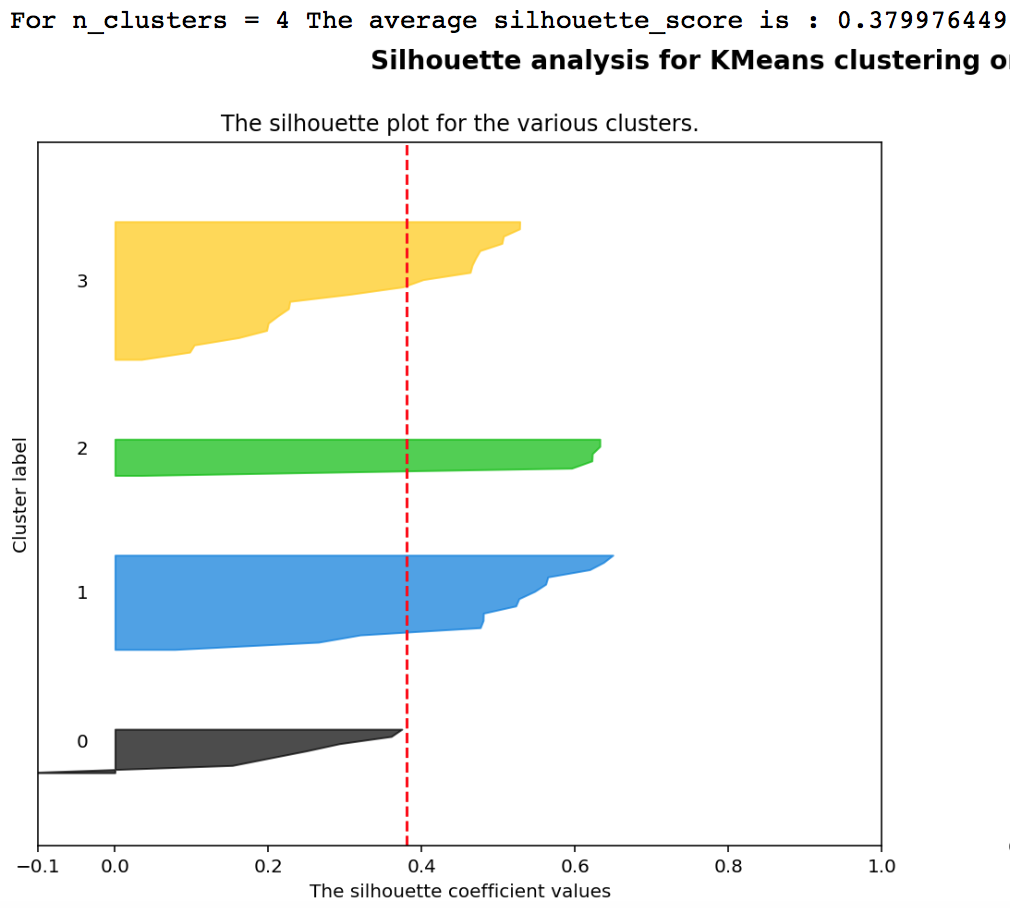 For n_clusters = 4 The average silhouette_score is : 0.379976449
Silhouette analysis for KMeans clustering o
The silhouette plot for the various clusters.
3
2
1
0
Cluster label
−0.1 0.0 0.2 0.4 0.6 0.8 1.0
The silhouette coefficient values